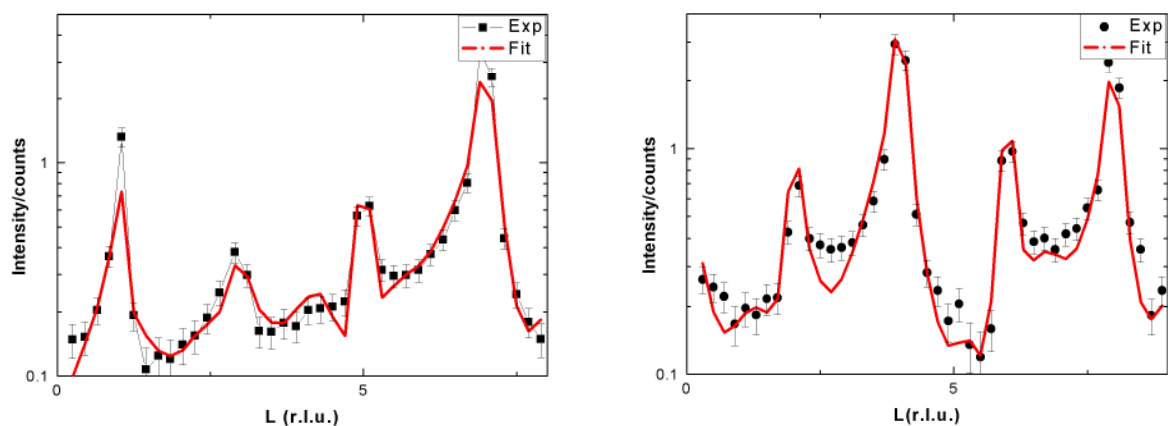 Exp
Fit
Intensity/counts
1
0.1
0
5
L (r.l.u.)
Exp
Fit
Intensity/counts
1
0.1
0
5
L(r.l.u.)